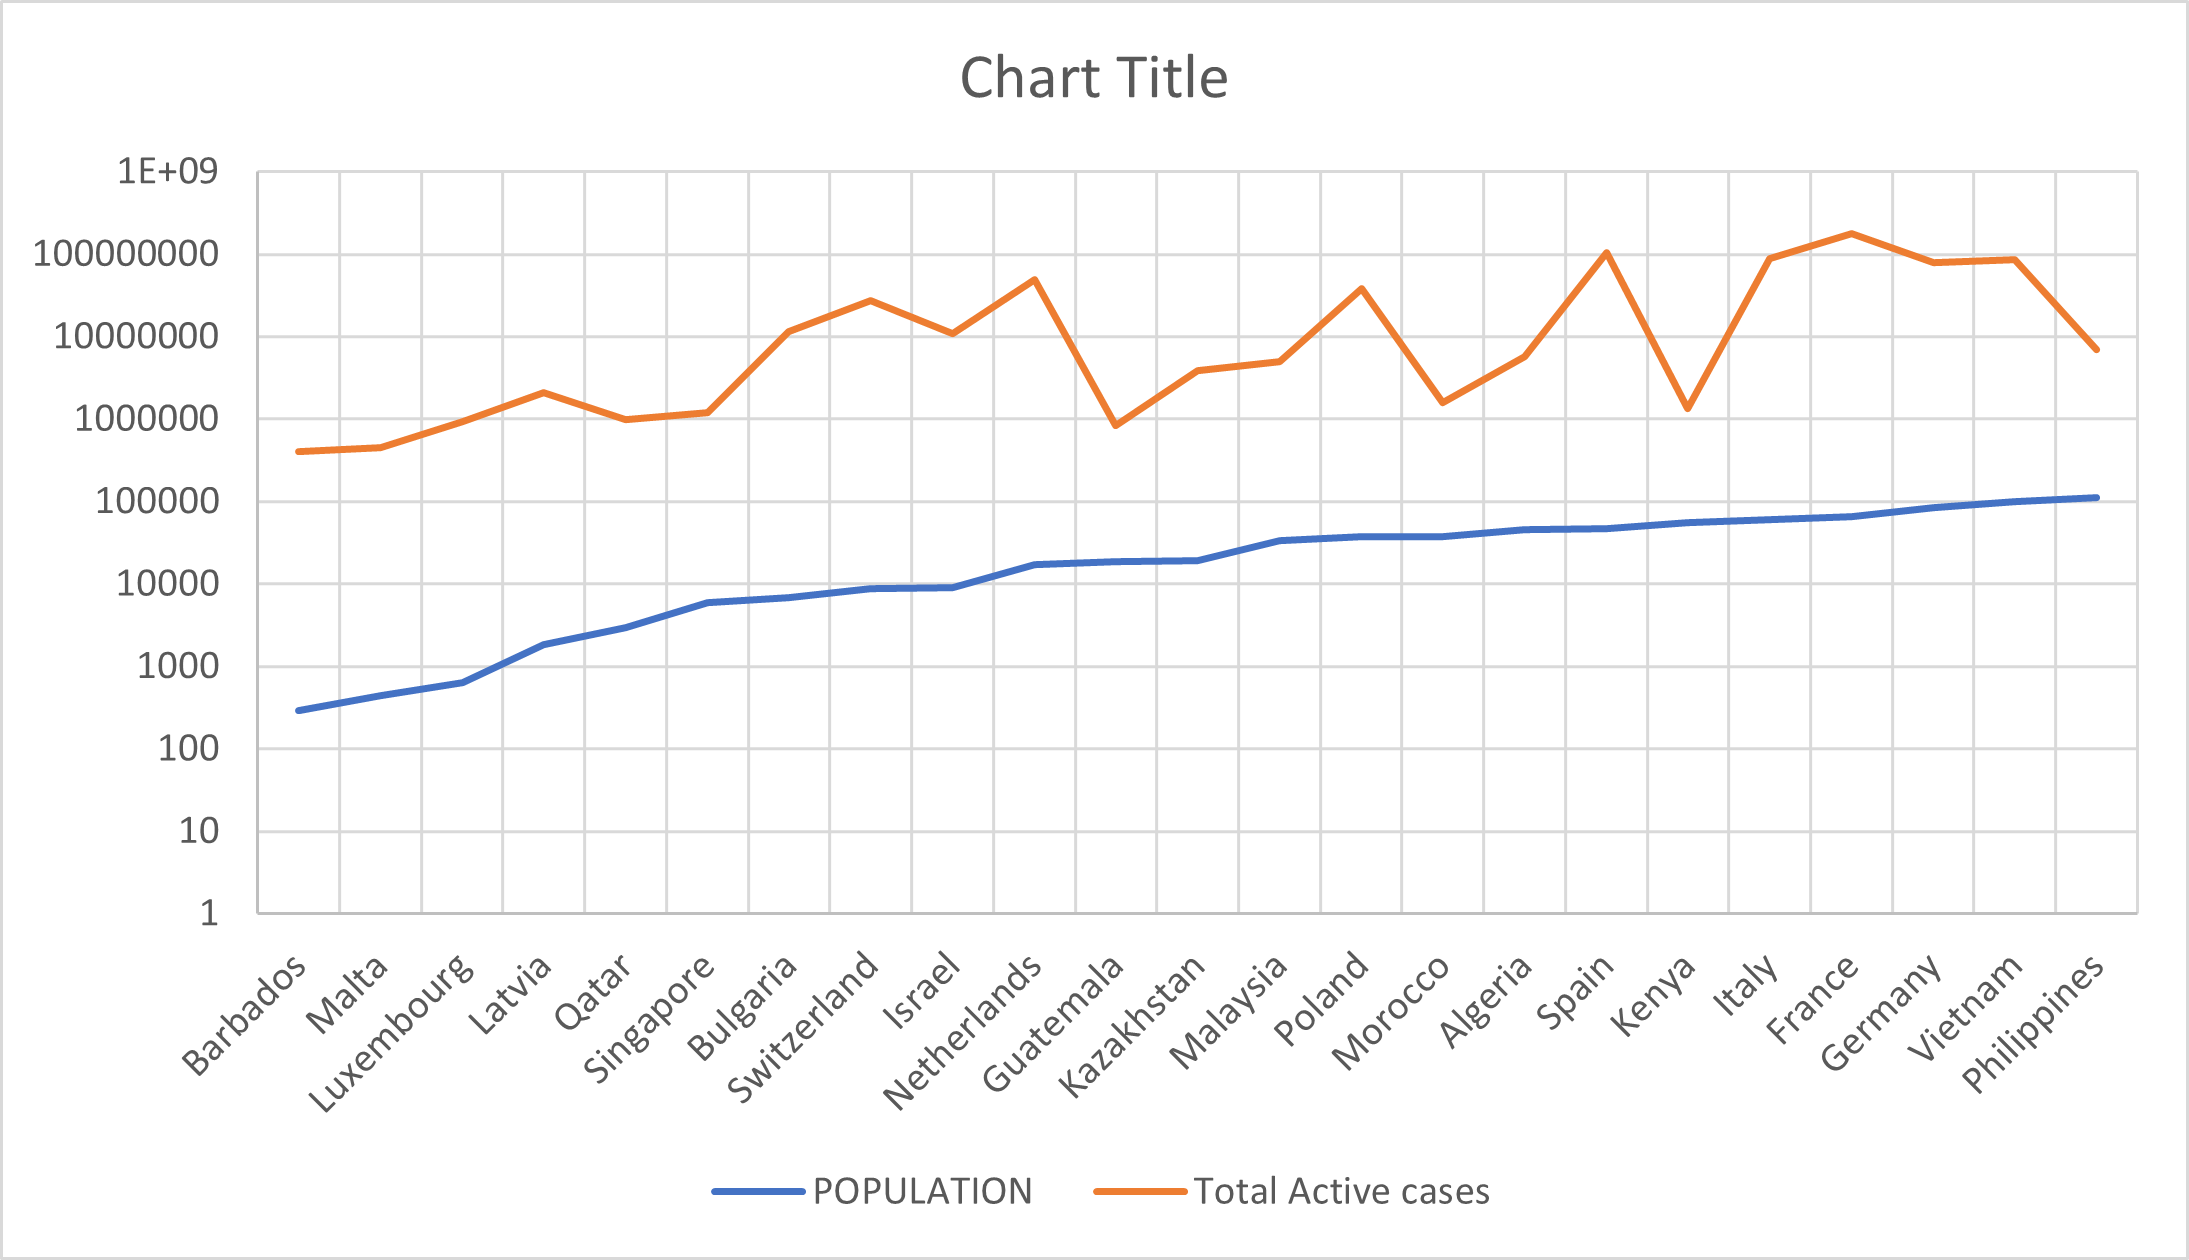 Chart Title
1E+09
100000000
10000000
1000000
100000
10000
1000
100
10
1
Barbados
Malta
Luxembourg
Latvia
Qatar
Singapore
Bulgaria
Switzerland
Israel
Netherlands
Guatemala
Kazakhstan
Malaysia
Poland
Morocco
Algeria
Spain
Kenya
Italy
France
Germany
Vietnam
Philippines
POPULATION
Total Active cases